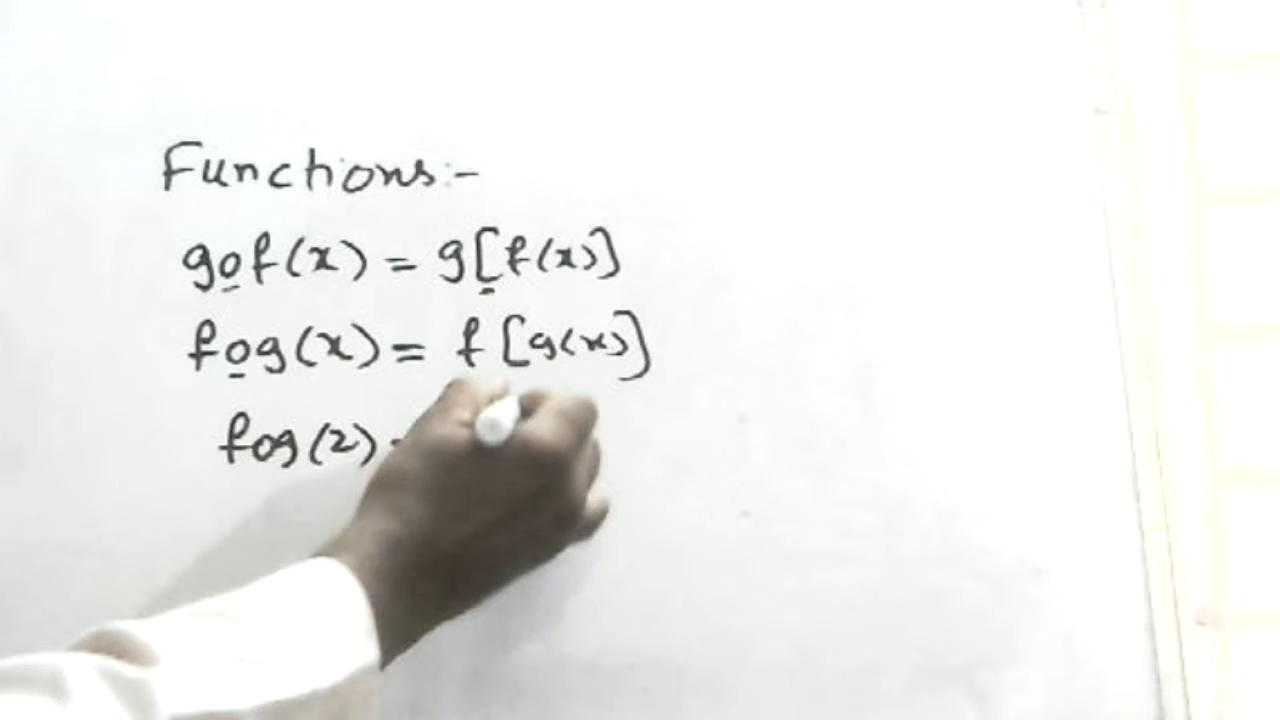 Functions:-
gof(x) = g[f(x)]
fog(x) = f[g(x)]
fog(2) =